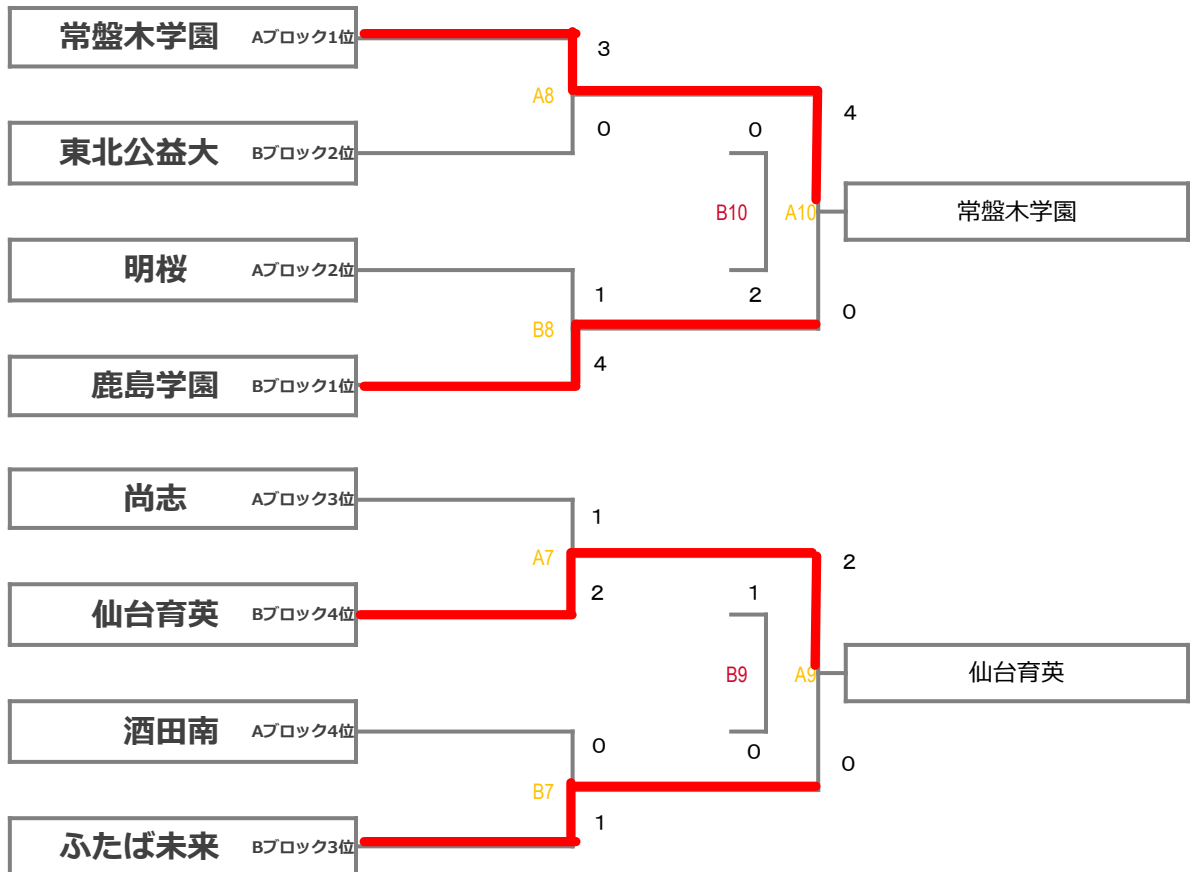 常盤木学園 Aブロック1位
3
A8
4
東北公益大 Bブロック2位
0
0
B10
A10
常盤木学園
明桜 Aブロック2位
1
2
0
B8
鹿島学園 Bブロック1位
4
尚志 Aブロック3位
1
A7
2
仙台育英 Bブロック4位
2
1
B9
A9
仙台育英
酒田南 Aブロック4位
0
0
0
B7
ふたば未来 Bブロック3位
1